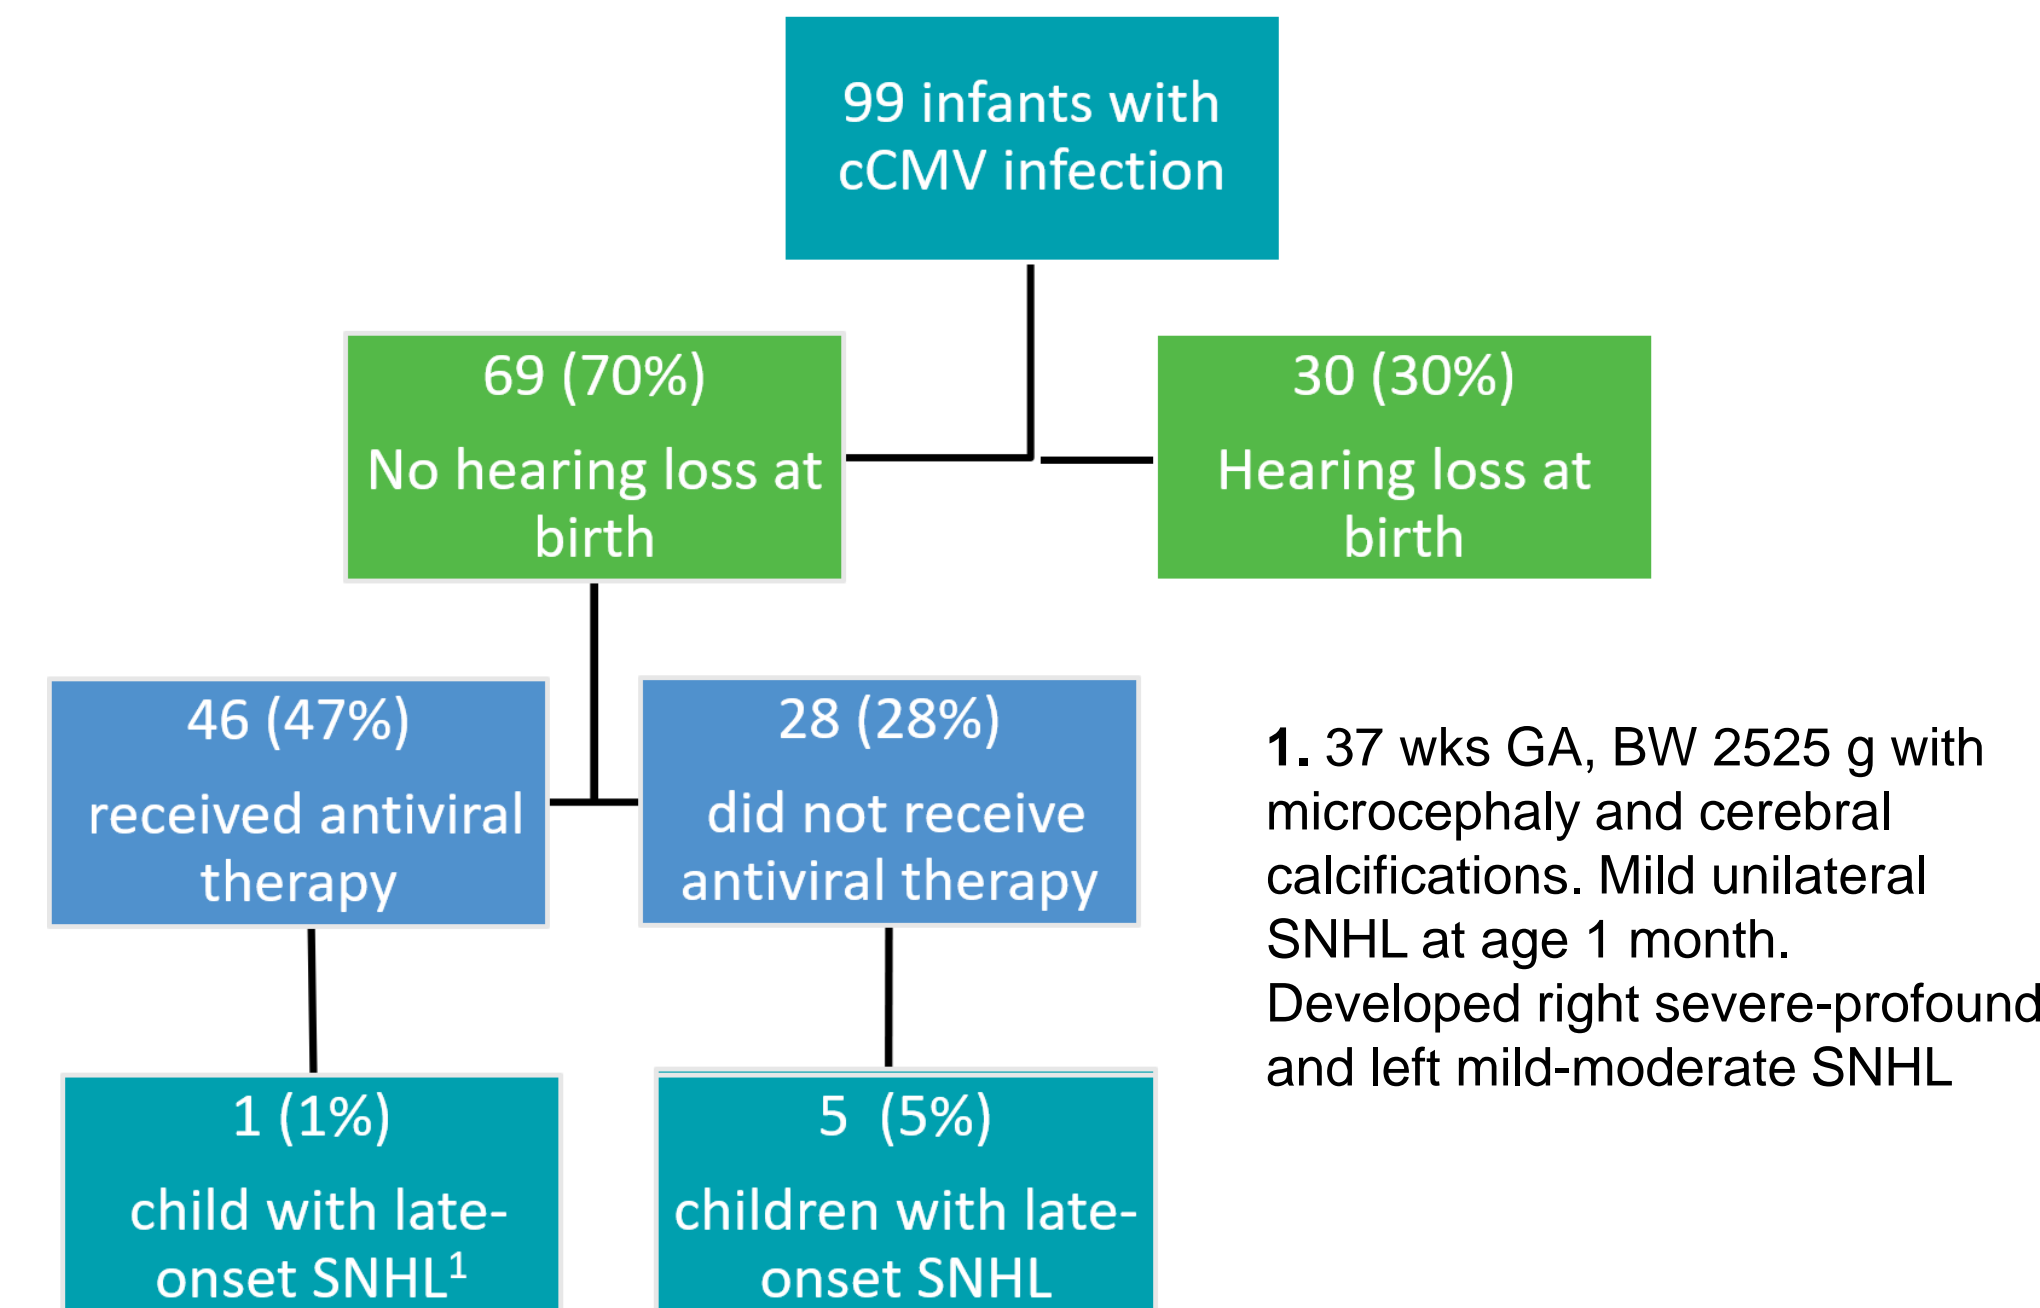 99 infants with
cCMV infection
69 (70%)
No hearing loss at
birth
30 (30%)
Hearing loss at
birth
46 (47%)
received antiviral
therapy
28 (28%)
did not receive
antiviral therapy
1. 37 wks GA, BW 2525 g with
microcephaly and cerebral
calcifications. Mild unilateral
SNHL at age 1 month.
Developed right severe-profound
and left mild-moderate SNHL
1 (1%)
child with late-
onset SNHL¹
5 (5%)
children with late-
onset SNHL